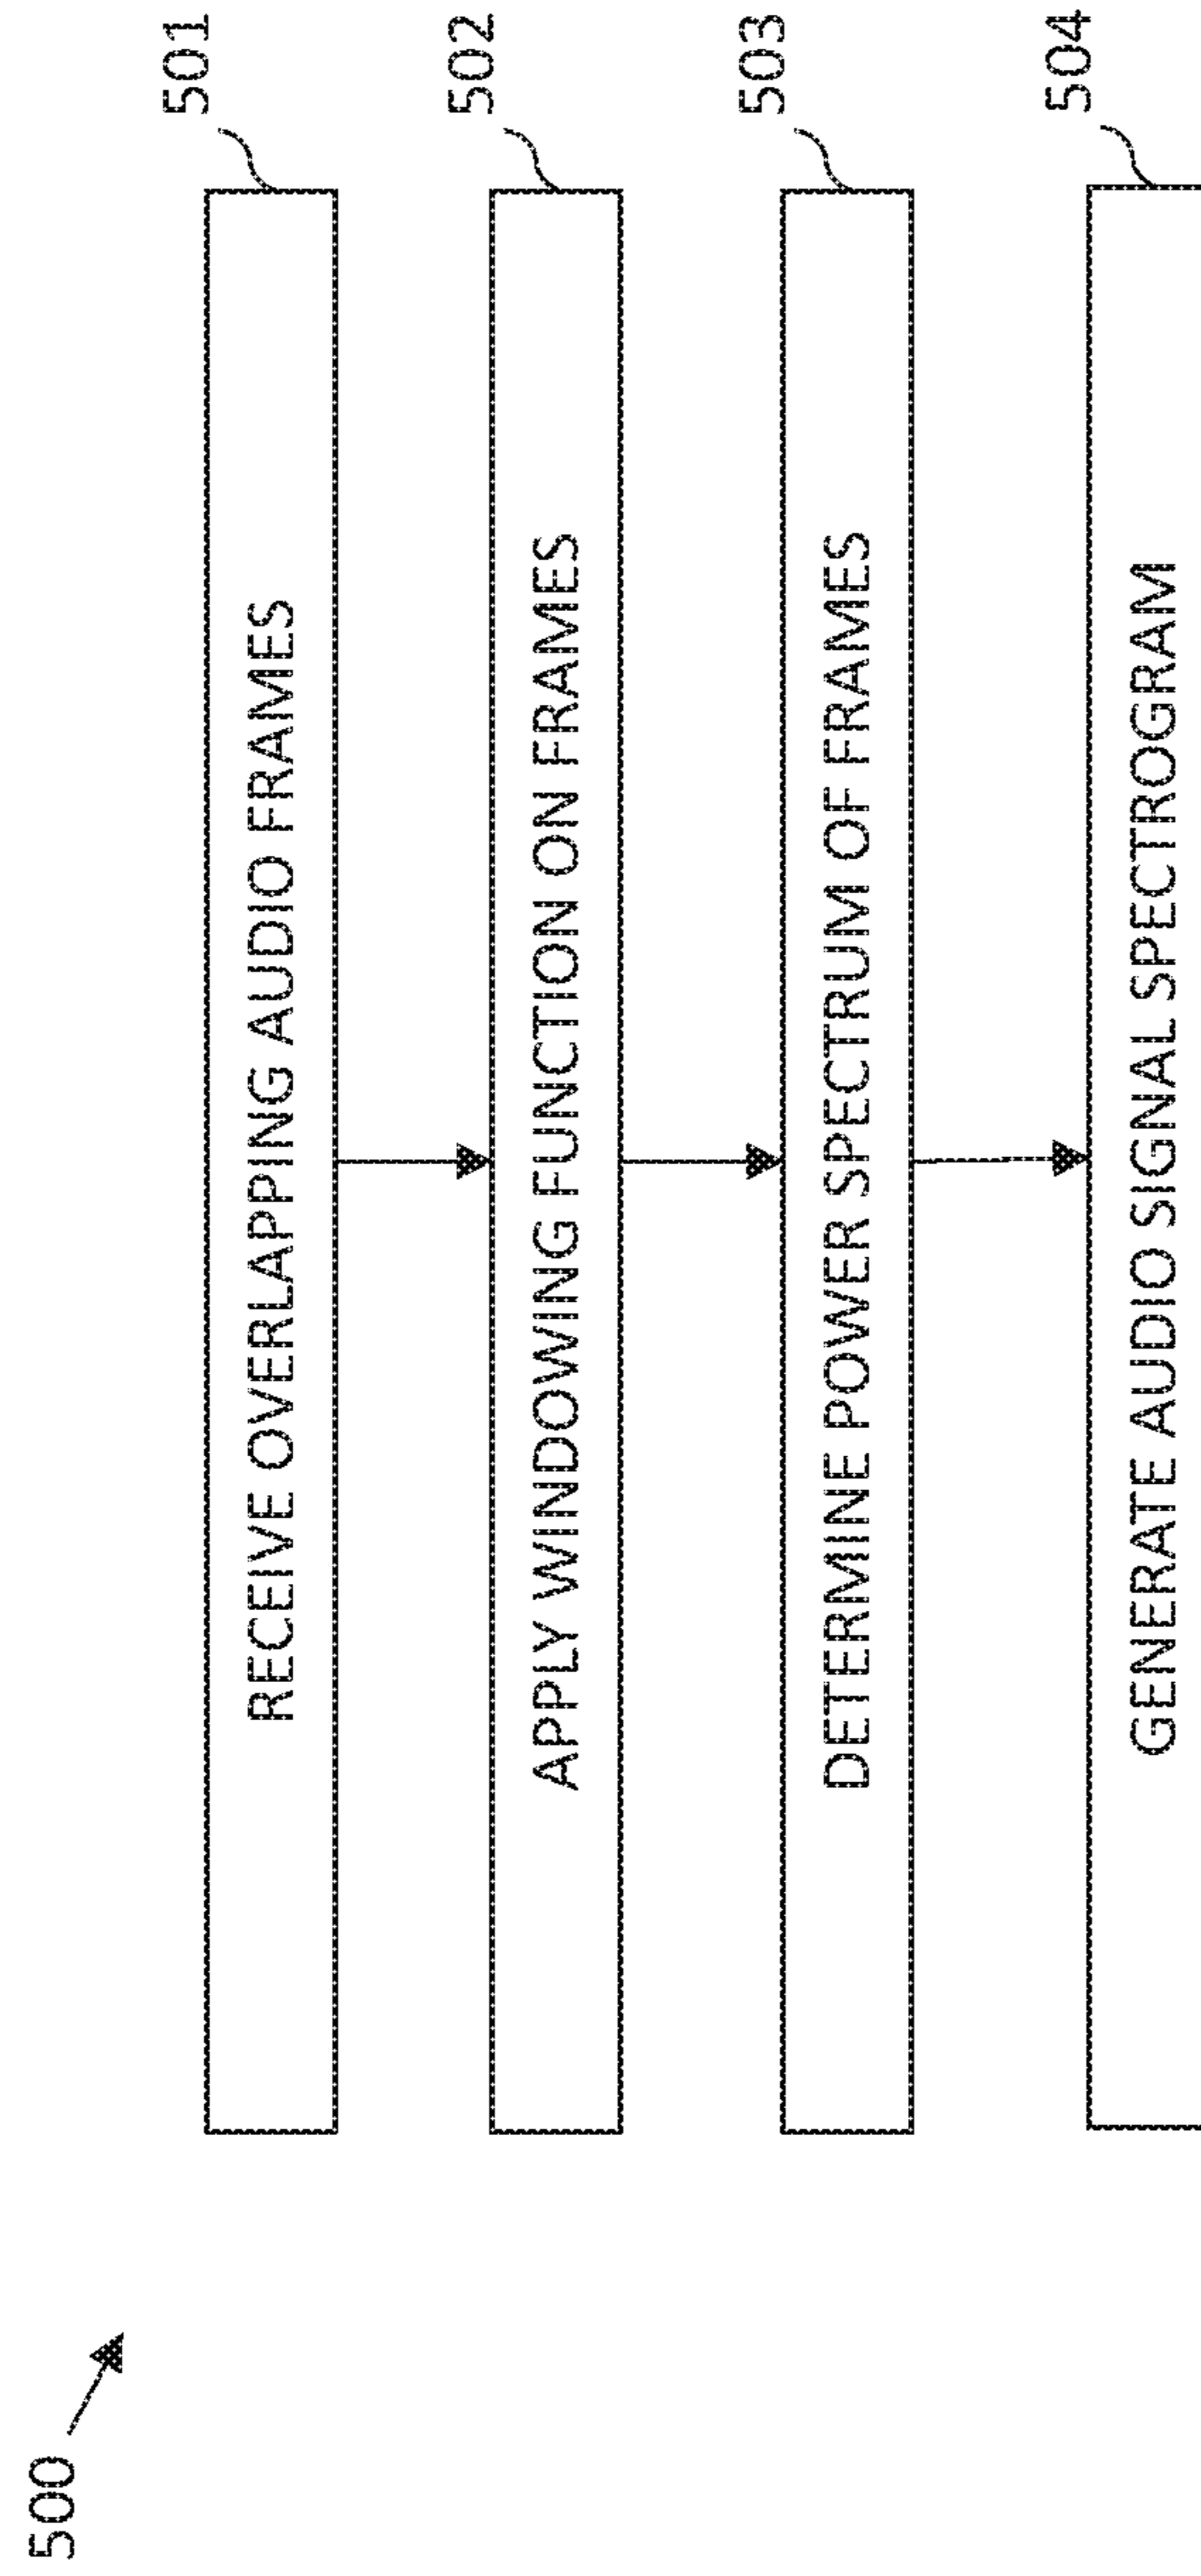 500
501
RECEIVE OVERLAPPING AUDIO FRAMES
502
APPLY WINDOWING FUNCTION ON FRAMES
503
DETERMINE POWER SPECTRUM OF FRAMES
504
GENERATE AUDIO SIGNAL SPECTROGRAM